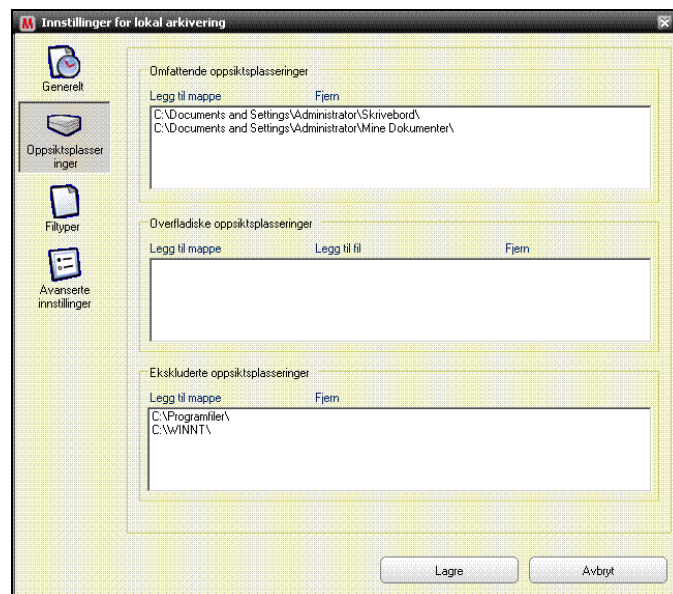 Innstillinger for lokal arkivering
Generelt
Oppsiktsplasser
inger
Filtyper
Avanserte
innstillinger
Omfattende oppsiktsplasseringer
Legg til mappe Fjern
C:\Documents and Settings\Administrator\Skrivebord\
C:\Documents and Settings\Administrator\Mine Dokumenter\
Overfladiske oppsiktsplasseringer
Legg til mappe Legg til fil Fjern
Ekskluderte oppsiktsplasseringer
Legg til mappe Fjern
C:\Programfiler\
C:\WINNT\
Lagre Avbryt